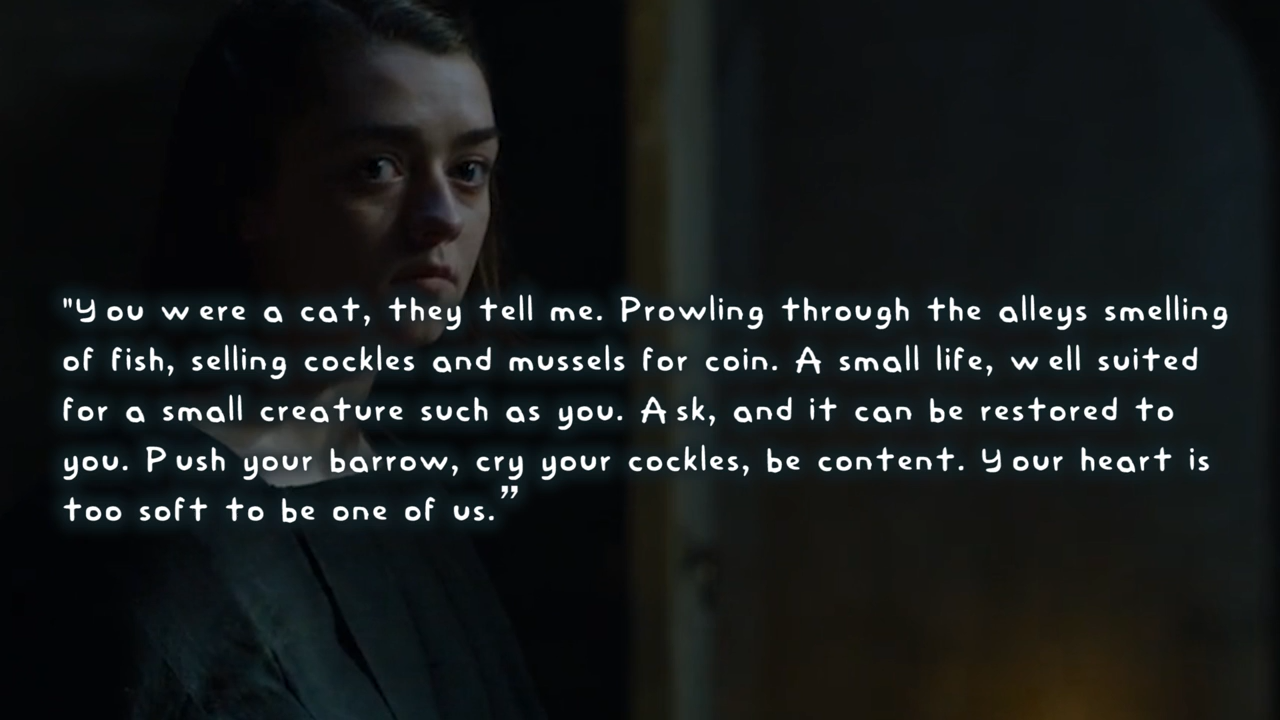 "You were a cat, they tell me. Prowling through the alleys smelling
of fish, selling cockles and mussels for coin. A small life, well suited
for a small creature such as you. Ask, and it can be restored to
you. Push your barrow, cry your cockles, be content. Your heart is
too soft to be one of us.”